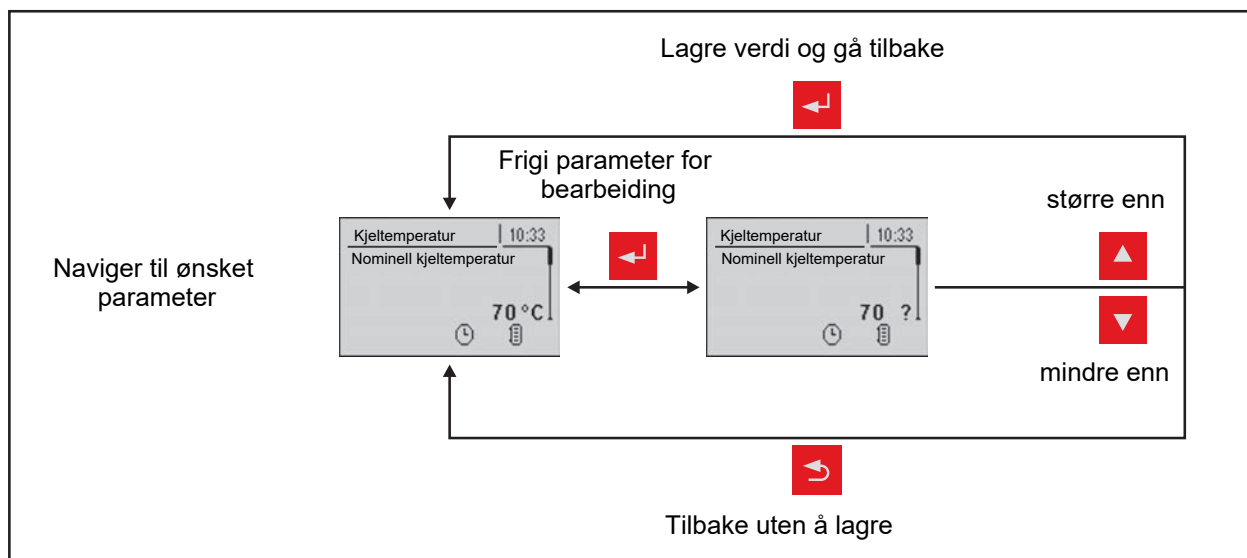 Lagre verdi og gå tilbake
Frigi parameter for
bearbeiding
Naviger til ønsket
parameter
Kjeltemperatur 10:33
Nominell kjeltemperatur
70 °C
Kjeltemperatur 10:33
Nominell kjeltemperatur
70 ?
større enn
mindre enn
Tilbake uten å lagre